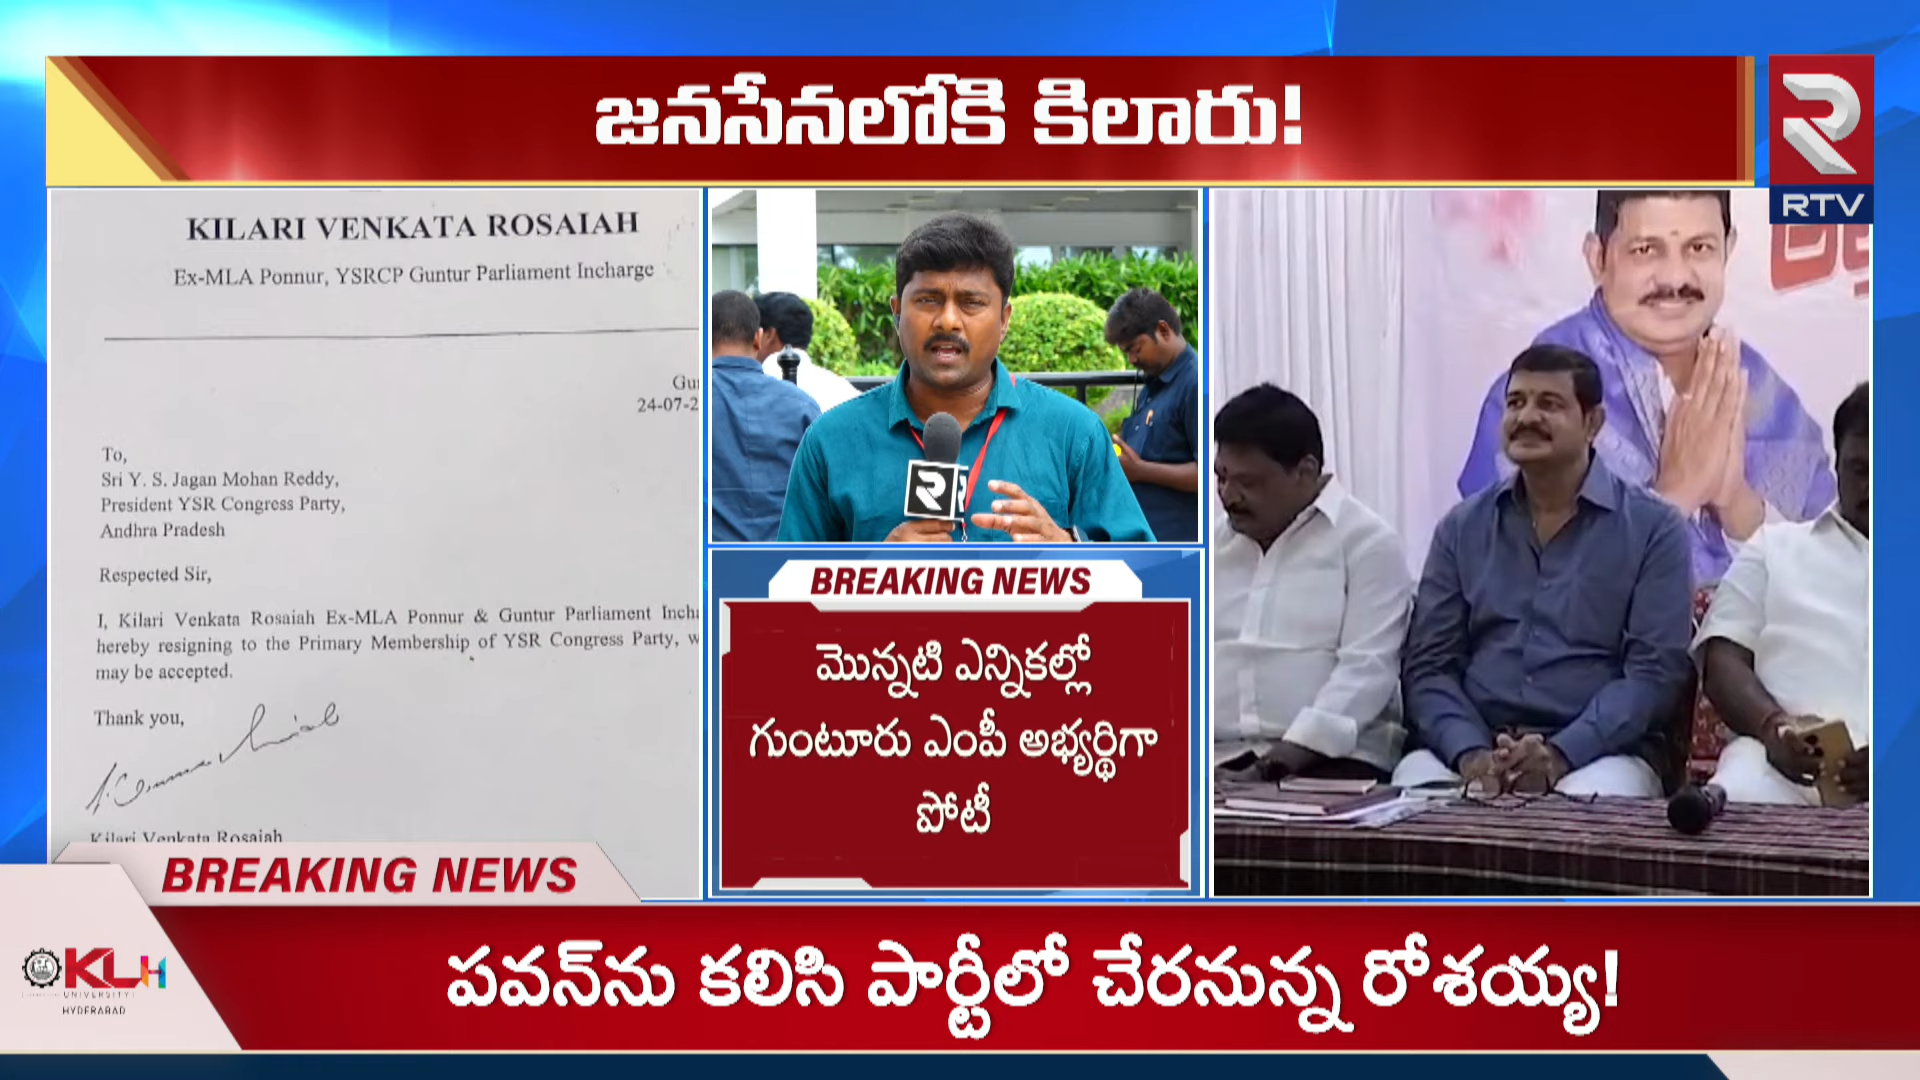 జనసేనలోకి కిలారు!
RTV
KILARI VENKATA ROSAIAH
Ex-MLA Ponnur, YSRCP Guntur Parliament Incharge
24-07-2
To,
Sri Y. S. Jagan Mohan Reddy,
President YSR Congress Party,
Andhra Pradesh
Respected Sir,
I, Kilari Venkata Rosaiah Ex-MLA Ponnur & Guntur Parliament
hereby resigning to the Primary Membership of YSR Congress Party,
may be accepted.
Thank you,
Kilari Venkata Rosaiah
BREAKING NEWS
మొన్నటి ఎన్నికల్లో
గుంటూరు ఎంపీ అభ్యర్థిగా
పోటీ
BREAKING NEWS
పవన్‌ను కలిసి పార్టీలో చేరనున్న రోశయ్య!
KLH
UNIVERSITY
HYDERABAD